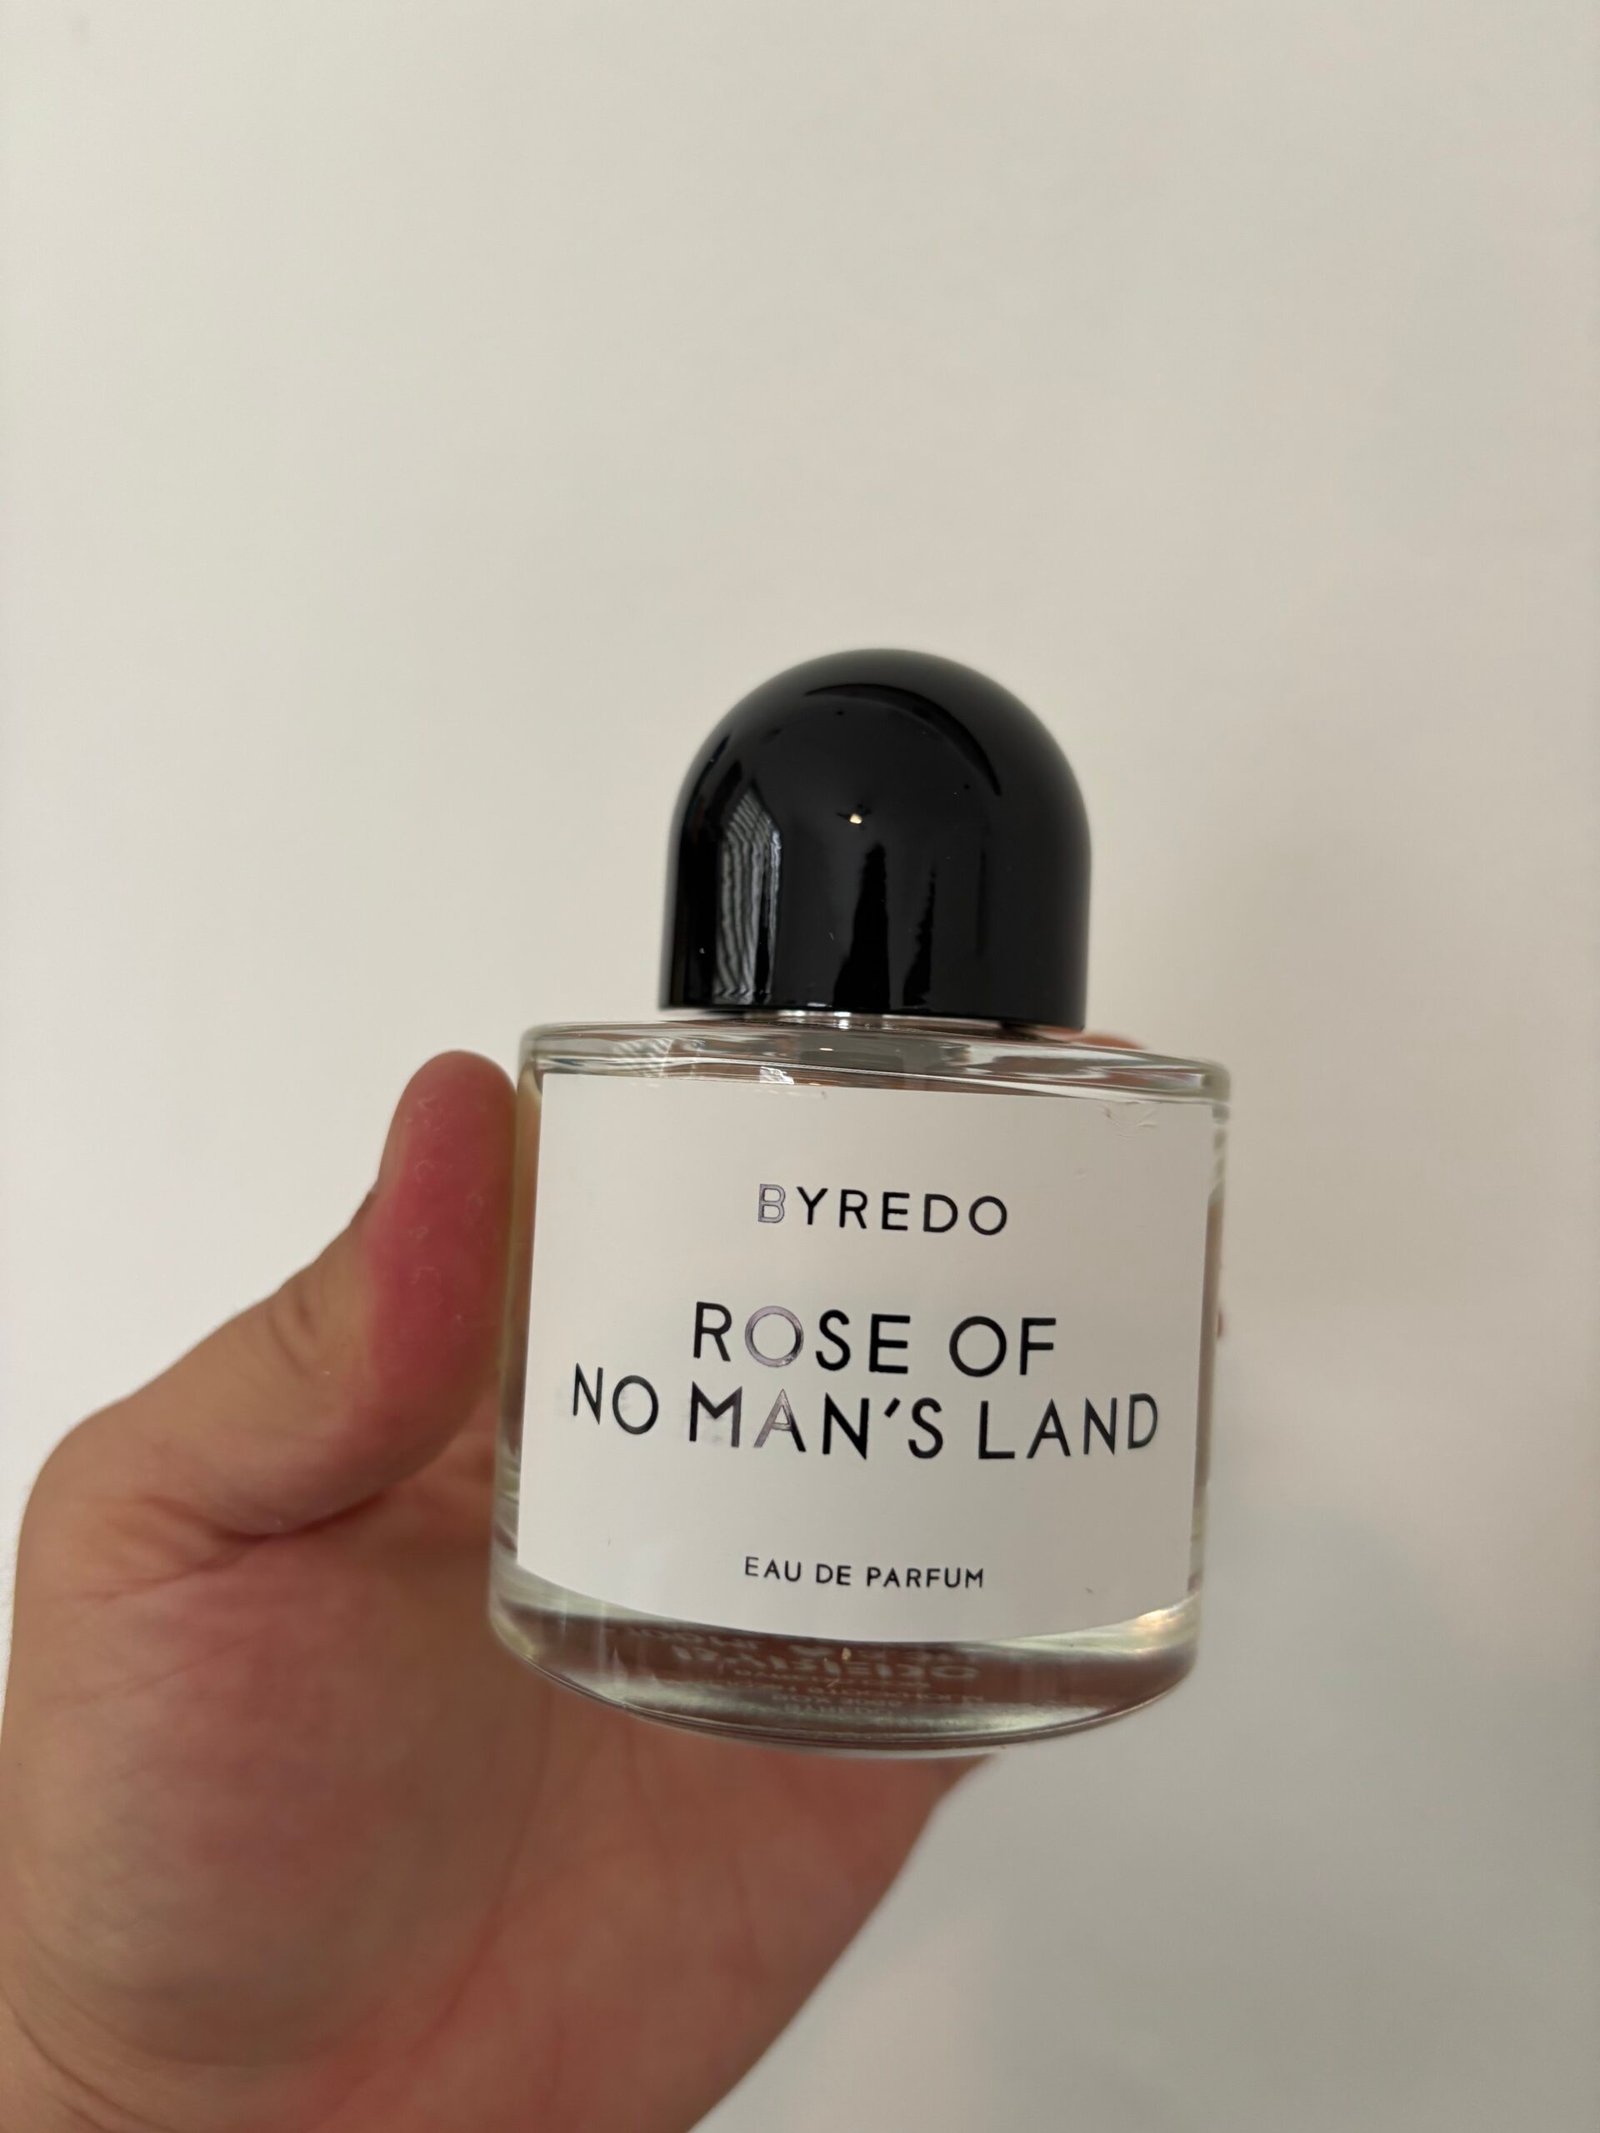 BYREDO
ROSE OF
NO MAN'S LAND
EAU DE PARFUM